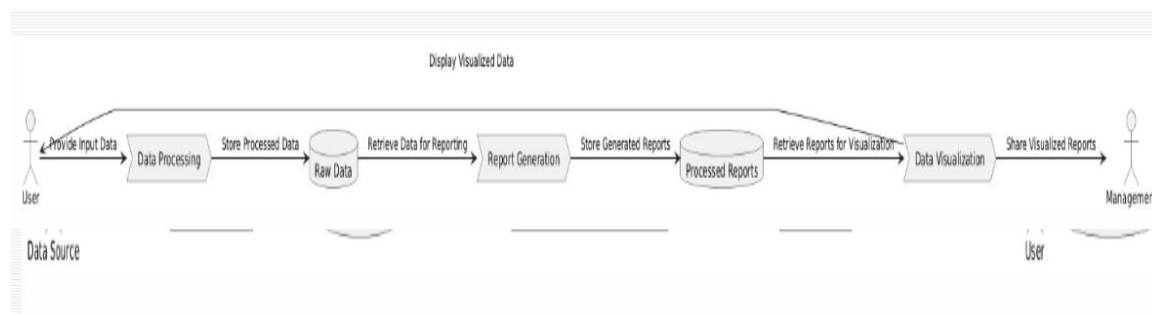 Display Visualized Data
Provide Input Data
Data Processing
Store Processed Data
Raw Data
Retrieve Data for Reporting
Report Generation
Store Generated Reports
Processed Reports
Retrieve Reports for Visualization
Data Visualization
Share Visualized Reports
User
Managemen
Data Source
User